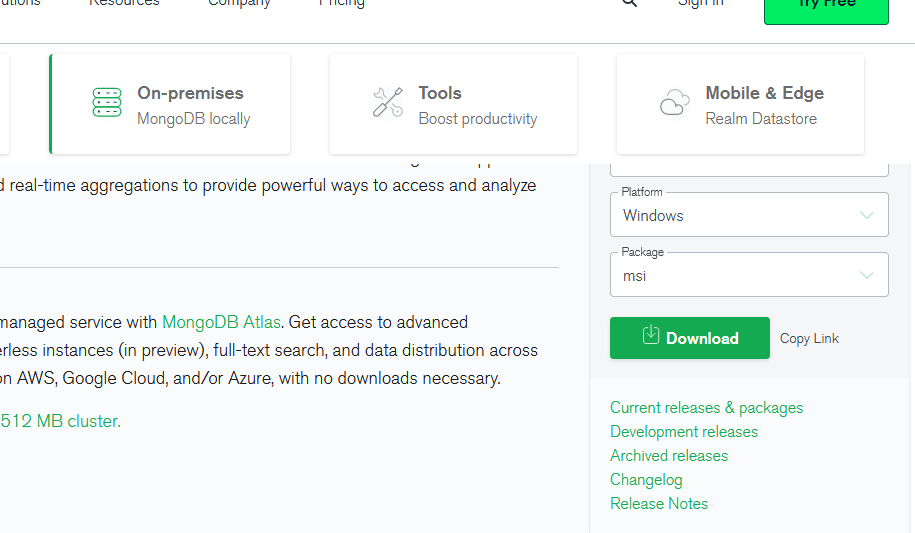 Resources
Company
Pricing
Sign In
Try Free
On-premises
MongoDB locally
Tools
Boost productivity
Mobile & Edge
Realm Datastore
real-time aggregations to provide powerful ways to access and analyze
managed service with MongoDB Atlas. Get access to advanced
erless instances (in preview), full-text search, and data distribution across
on AWS, Google Cloud, and/or Azure, with no downloads necessary.
512 MB cluster.
Platform
Windows
Package
msi
Download
Copy Link
Current releases & packages
Development releases
Archived releases
Changelog
Release Notes